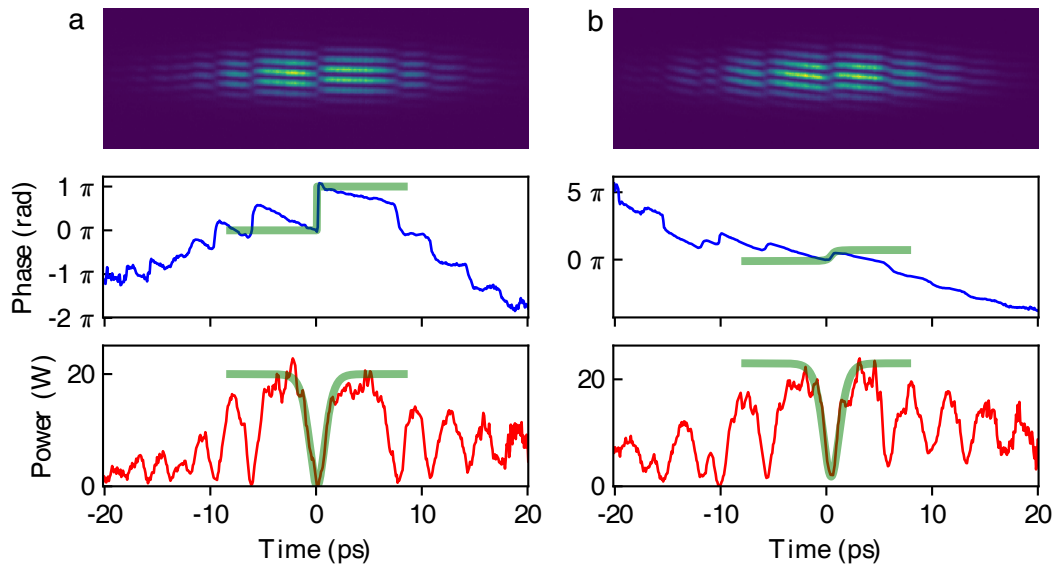 a
b
Phase (rad)
1 π
0 π
-1 π
-2 π
5 π
0 π
Power (W)
20
0
-20
-10
0
10
20
Time (ps)
20
0
-20
-10
0
10
20
Time (ps)